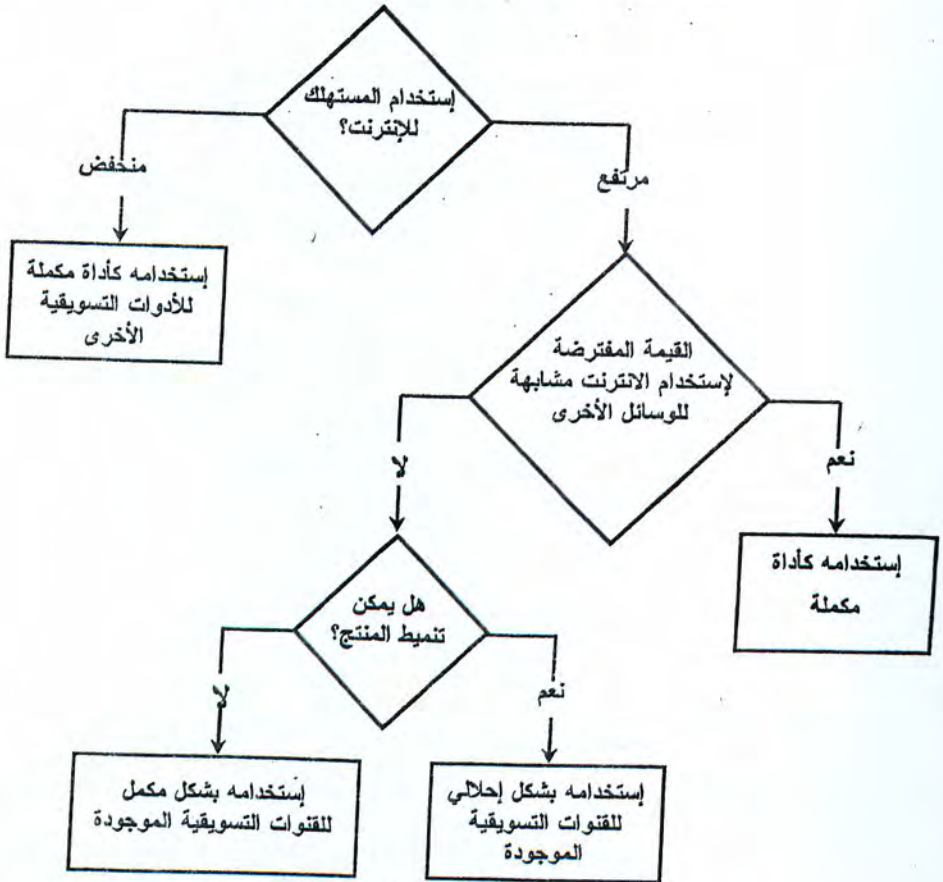 إستخدام المستهلك
للإنترنت؟
منخفض
مرتفع
إستخدامه كأداة مكملة
للأدوات التسويقية
الأخرى
القيمة المفترضة
لإستخدام الانترنت مشابهة
للوسائل الأخرى
لا
نعم
إستخدامه كأداة
مكملة
هل يمكن
تنميط المنتج؟
لا
نعم
إستخدامه بشكل مكمل
للقنوات التسويقية الموجودة
إستخدامه بشكل إحلالي
للقنوات التسويقية
الموجودة